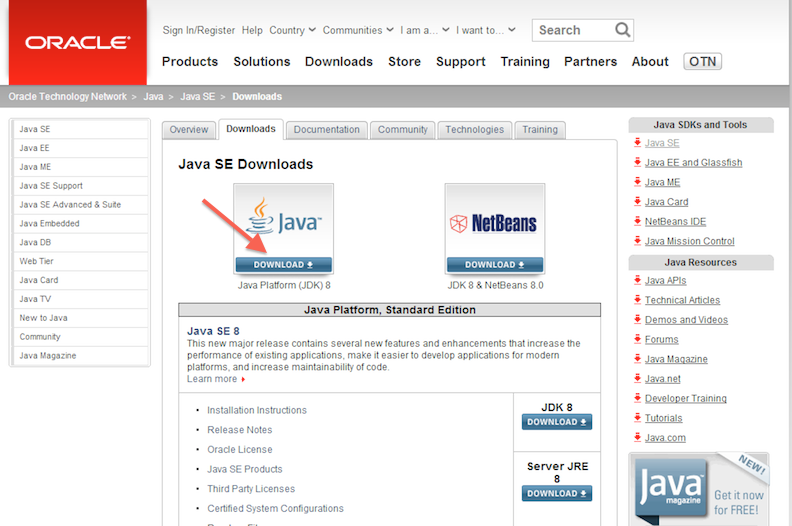 ORACLE
Sign In/Register Help Country Communities I am a... I want to... Search
Products Solutions Downloads Store Support Training Partners About OTN
Oracle Technology Network > Java > Java SE > Downloads
Java SE
Java EE
Java ME
Java SE Support
Java SE Advanced & Suite
Java Embedded
Java DB
Web Tier
Java Card
Java TV
New to Java
Community
Java Magazine
Overview Downloads Documentation Community Technologies Training
Java SE Downloads
Java™
DOWNLOAD
Java Platform (JDK) 8
NetBeans
DOWNLOAD
JDK 8 & NetBeans 8.0
Java Platform, Standard Edition
Java SE 8
This new major release contains several new features and enhancements that increase the
performance of existing applications, make it easier to develop applications for modern
platforms, and increase maintainability of code.
Learn more
Installation Instructions
Release Notes
Oracle License
Java SE Products
Third Party Licenses
Certified System Configurations
JDK 8
DOWNLOAD
Server JRE
8
DOWNLOAD
Java SDKs and Tools
Java SE
Java EE and Glassfish
Java ME
Java Card
NetBeans IDE
Java Mission Control
Java Resources
Java APIs
Technical Articles
Demos and Videos
Forums
Java Magazine
Java.net
Developer Training
Tutorials
Java.com
NEW!
Java
magazine
Get it now
for FREE!